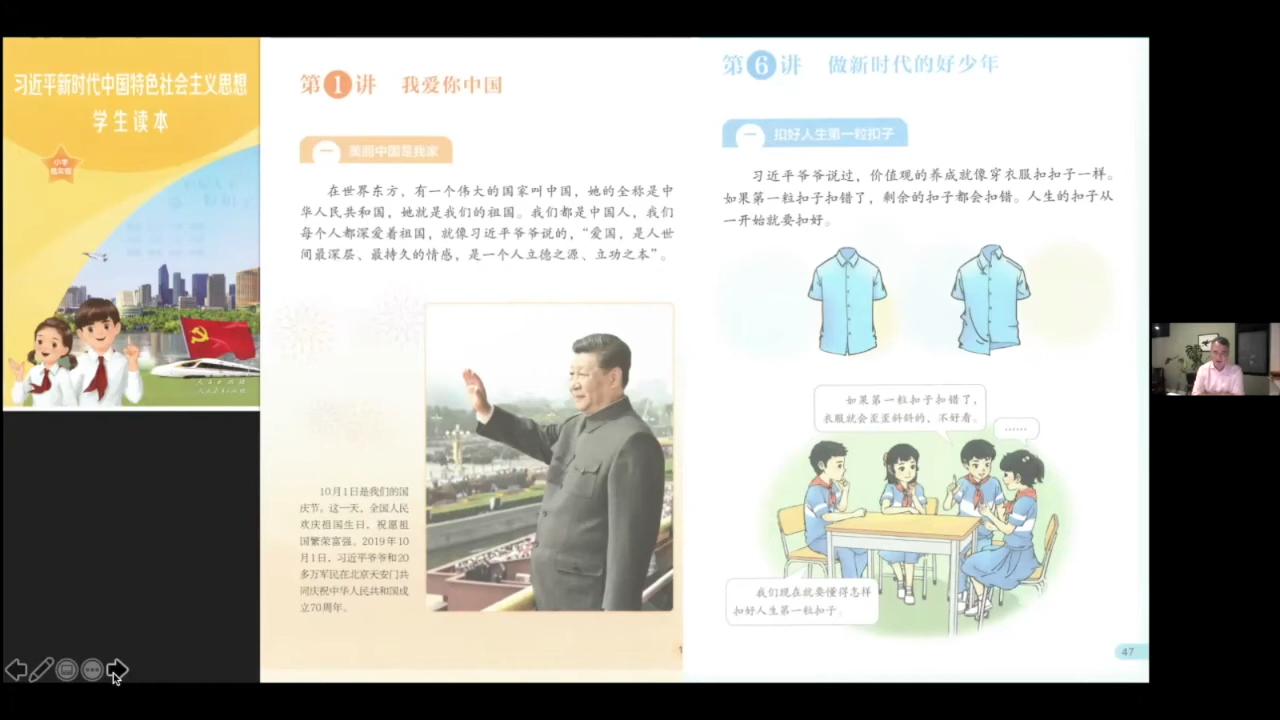 习近平新时代中国特色社会主义思想
学生读本
小学
低年级
人民出版社
人民教育出版社
第1讲 我爱你中国
一 美丽中国是我家
在世界东方，有一个伟大的国家叫中国，她的全称是中
华人民共和国，她就是我们的祖国。我们都是中国人，我们
每个人都深爱着祖国，就像习近平爷爷说的，“爱国，是人世
间最深层、最持久的情感，是一个人立德之源、立功之本”。
10月1日是我们的国
庆节。这一天，全国人民
欢庆祖国生日，祝愿祖
国繁荣富强。2019年10
月1日，习近平爷爷和20
多万军民在北京天安门共
同庆祝中华人民共和国成
立70周年。
1
第6讲 做新时代的好少年
一 扣好人生第一粒扣子
习近平爷爷说过，价值观的养成就像穿衣服扣扣子一样。
如果第一粒扣子扣错了，剩余的扣子都会扣错。人生的扣子从
一开始就要扣好。
如果第一粒扣子扣错了，
衣服就会歪歪斜斜的，不好看。
……
我们现在就要懂得怎样
扣好人生第一粒扣子。
47